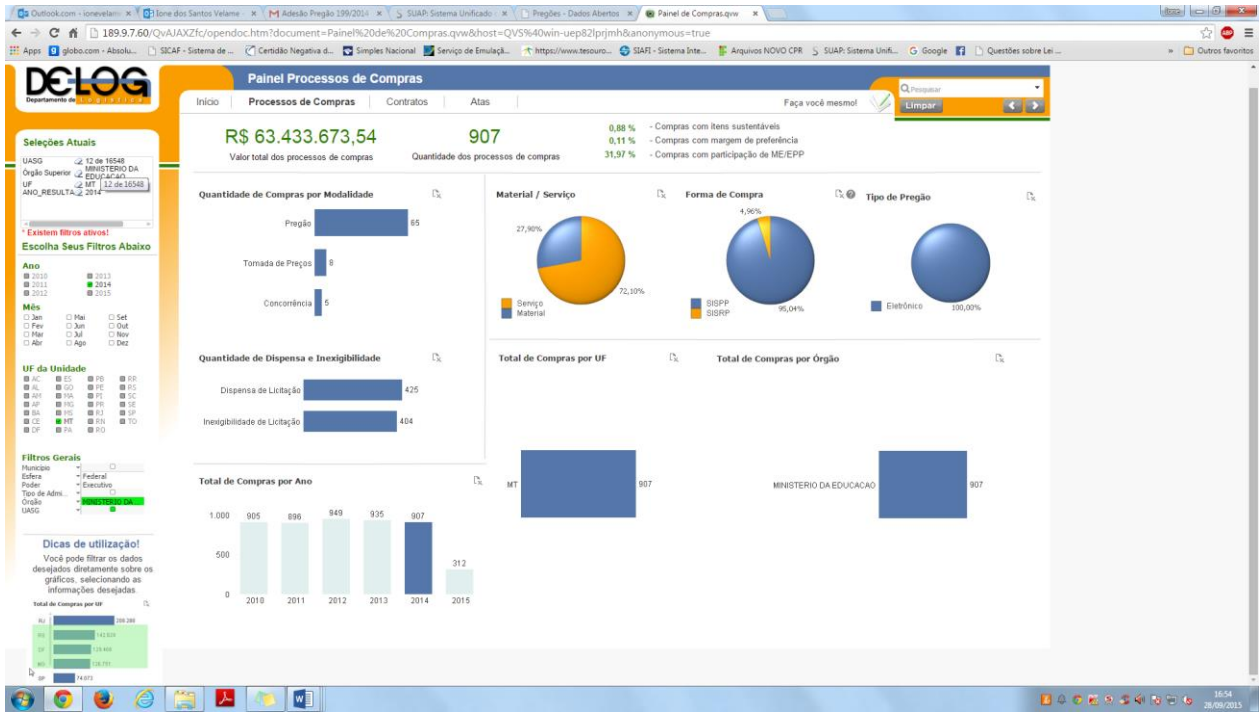 Outlook.com - ionevelam
Ione dos Santos Velame -
Adesão Pregão 199/2014
SUAP: Sistema Unificado
Pregões - Dados Abertos
Painel de Compras.qvw
189.9.7.60/QvAJAXZfc/opendoc.htm?document=Painel%20de%20Compras.qvw&host=QVS%40win-uep82lprjmh&anonymous=true
Apps
globo.com - Absolu...
SICAF - Sistema de ...
Certidão Negativa d...
Simples Nacional
Serviço de Emulaçã...
https://www.tesouro...
SIAFI - Sistema Inte...
Arquivos NOVO CPR
SUAP: Sistema Unifi...
Google
Questões sobre Lei ...
Outros favoritos
DELOG
Departamento de Logística
Painel Processos de Compras
Início
Processos de Compras
Contratos
Atas
Faça você mesmo!
Pesquisar
Limpar
Seleções Atuais
UASG 12 de 16548
Órgão Superior MINISTERIO DA EDUCACAO
UF MT
12 de 16548
ANO_RESULTA 2014
* Existem filtros ativos!
Escolha Seus Filtros Abaixo
Ano
2010 2013
2011 2014
2012 2015
Mês
Jan Mai Set
Fev Jun Out
Mar Jul Nov
Abr Ago Dez
UF da Unidade
AC ES PB RR
AL GO PE RS
AM MA PI SC
AP MG PR SE
BA MS RJ SP
CE MT RN TO
DF PA RO
Filtros Gerais
Município
Esfera Federal
Poder Executivo
Tipo de Admi...
Órgão MINISTERIO DA ...
UASG
Dicas de utilização!
Você pode filtrar os dados
desejados diretamente sobre os
gráficos, selecionando as
informações desejadas.
Total de Compras por UF
RJ
DF
MG
SP 74.973
R$ 63.433.673,54
Valor total dos processos de compras
907
Quantidade dos processos de compras
0,88 % - Compras com itens sustentáveis
0,11 % - Compras com margem de preferência
31,97 % - Compras com participação de ME/EPP
Quantidade de Compras por Modalidade
Pregão 65
Tomada de Preços 8
Concorrência 5
Material / Serviço
27,90%
72,10%
Serviço
Material
Forma de Compra
4,96%
95,04%
SISPP
SISRP
Tipo de Pregão
Eletrônico
100,00%
Quantidade de Dispensa e Inexigibilidade
Dispensa de Licitação 425
Inexigibilidade de Licitação 404
Total de Compras por UF
MT 907
Total de Compras por Órgão
MINISTERIO DA EDUCACAO 907
Total de Compras por Ano
1.000
500
0
905 896 949 935 907 312
2010 2011 2012 2013 2014 2015
16:54
28/09/2015